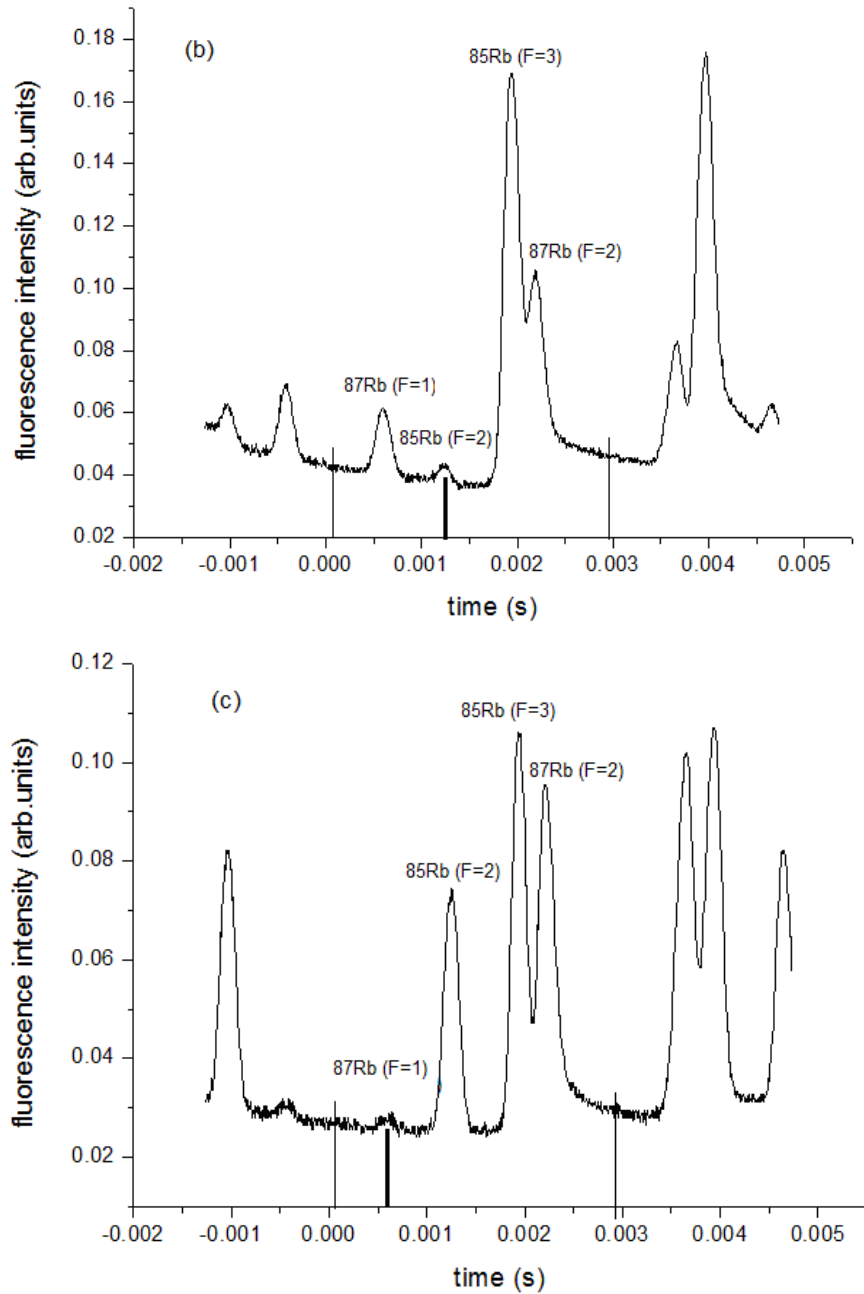 (b)
85Rb (F=3)
87Rb (F=2)
87Rb (F=1)
85Rb (F=2)
fluorescence intensity (arb.units)
0.18
0.16
0.14
0.12
0.10
0.08
0.06
0.04
0.02
-0.002 -0.001 0.000 0.001 0.002 0.003 0.004 0.005
time (s)
(c)
85Rb (F=3)
87Rb (F=2)
85Rb (F=2)
87Rb (F=1)
fluorescence intensity (arb.units)
0.12
0.10
0.08
0.06
0.04
0.02
-0.002 -0.001 0.000 0.001 0.002 0.003 0.004 0.005
time (s)